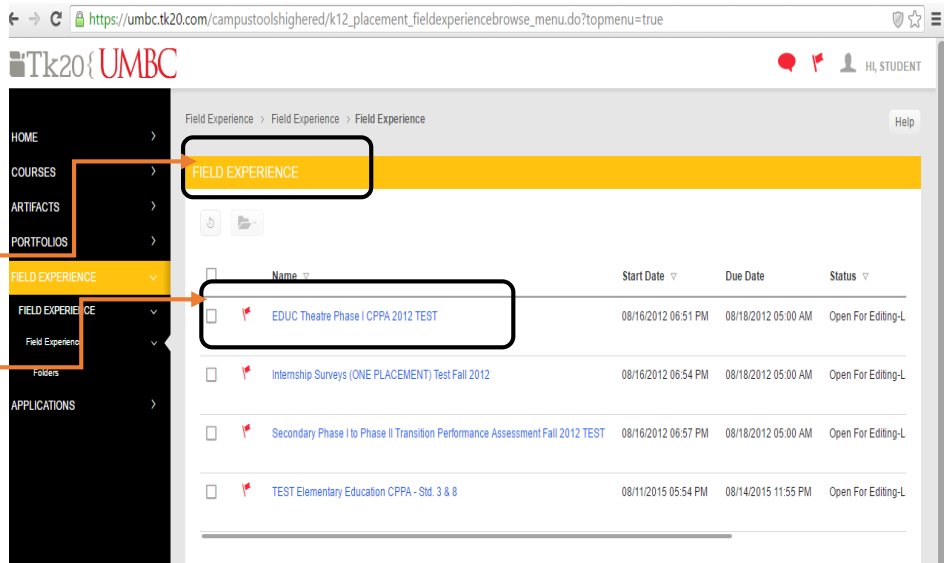 https://umbc.tk20.com/campustoolshighered/k12_placement_fieldexperiencebrowse_menu.do?topmenu=true
Tk20{UMBC
HI, STUDENT
HOME
COURSES
ARTIFACTS
PORTFOLIOS
FIELD EXPERIENCE
FIELD EXPERIENCE
Field Experience
Folders
APPLICATIONS
Field Experience > Field Experience > Field Experience
Help
FIELD EXPERIENCE
Name Start Date Due Date Status
EDUC Theatre Phase I CPPA 2012 TEST 08/16/2012 06:51 PM 08/18/2012 05:00 AM Open For Editing-L
Internship Surveys (ONE PLACEMENT) Test Fall 2012 08/16/2012 06:54 PM 08/18/2012 05:00 AM Open For Editing-L
Secondary Phase I to Phase II Transition Performance Assessment Fall 2012 TEST 08/16/2012 06:57 PM 08/18/2012 05:00 AM Open For Editing-L
TEST Elementary Education CPPA - Std. 3 & 8 08/11/2015 05:54 PM 08/14/2015 11:55 PM Open For Editing-L